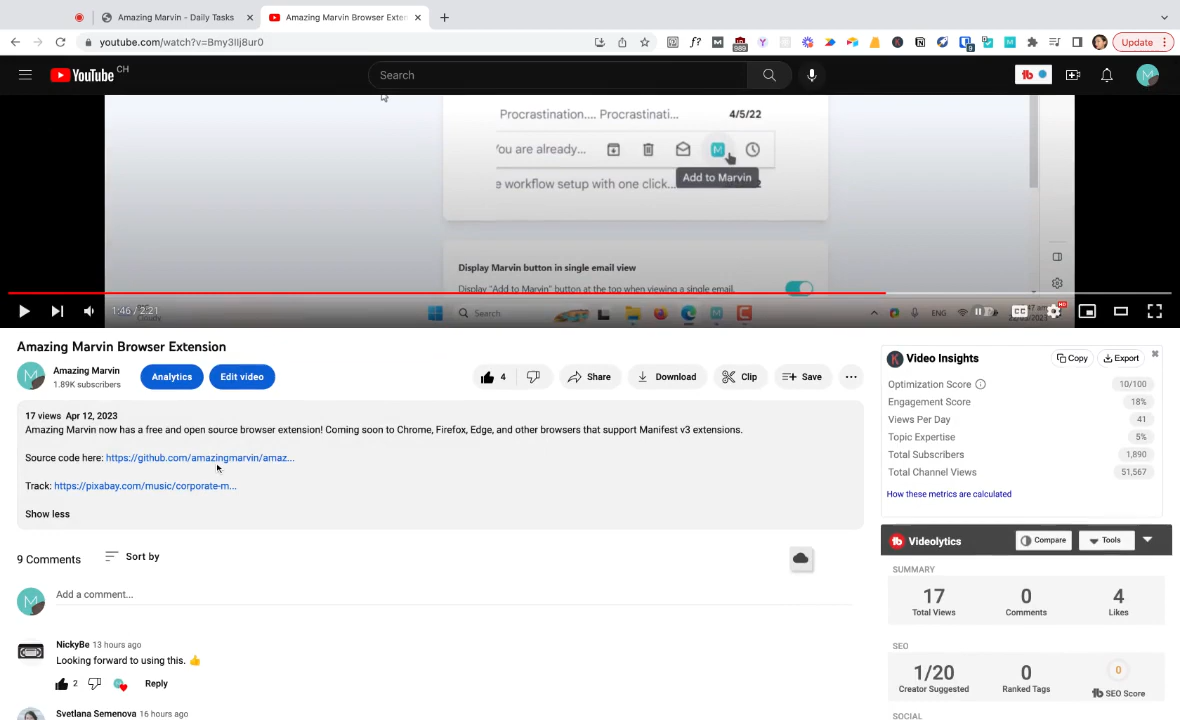 Amazing Marvin - Daily Tasks
Amazing Marvin Browser Exten
youtube.com/watch?v=Bmy3IIj8ur0
989
9
Update
YouTube CH
Search
Procrastination.... Procrastinati...
4/5/22
You are already...
Add to Marvin
e workflow setup with one click...
Display Marvin button in single email view
Display "Add to Marvin" button at the top when viewing a single email.
1:46 / 2:21
Search
ENG
CC
HD
Amazing Marvin Browser Extension
Amazing Marvin
1.89K subscribers
Analytics
Edit video
4
Share
Download
Clip
Save
17 views Apr 12, 2023
Amazing Marvin now has a free and open source browser extension! Coming soon to Chrome, Firefox, Edge, and other browsers that support Manifest v3 extensions.
Source code here: https://github.com/amazingmarvin/amaz...
Track: https://pixabay.com/music/corporate-m...
Show less
9 Comments
Sort by
Add a comment...
NickyBe 13 hours ago
Looking forward to using this. 👍
2
Reply
Svetlana Semenova 16 hours ago
Video Insights
Copy
Export
Optimization Score
10/100
Engagement Score
18%
Views Per Day
41
Topic Expertise
5%
Total Subscribers
1,890
Total Channel Views
51,567
How these metrics are calculated
Videolytics
Compare
Tools
SUMMARY
17
Total Views
0
Comments
4
Likes
SEO
1/20
Creator Suggested
0
Ranked Tags
0
SEO Score
SOCIAL